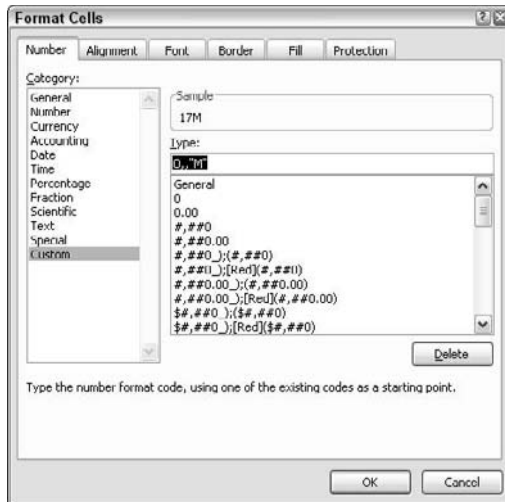 Format Cells
Number Alignment Font Border Fill Protection
Category:
General
Number
Currency
Accounting
Date
Time
Percentage
Fraction
Scientific
Text
Special
Custom
Sample
17M
Type:
0,,"M"
General
0
0.00
#,##0
#,##0.00
#,##0_);(#,##0)
#,##0_);[Red](#,##0)
#,##0.00_);(#,##0.00)
#,##0.00_);[Red](#,##0.00)
$#,##0_);($#,##0)
$#,##0_);[Red]($#,##0)
Delete
Type the number format code, using one of the existing codes as a starting point.
OK Cancel